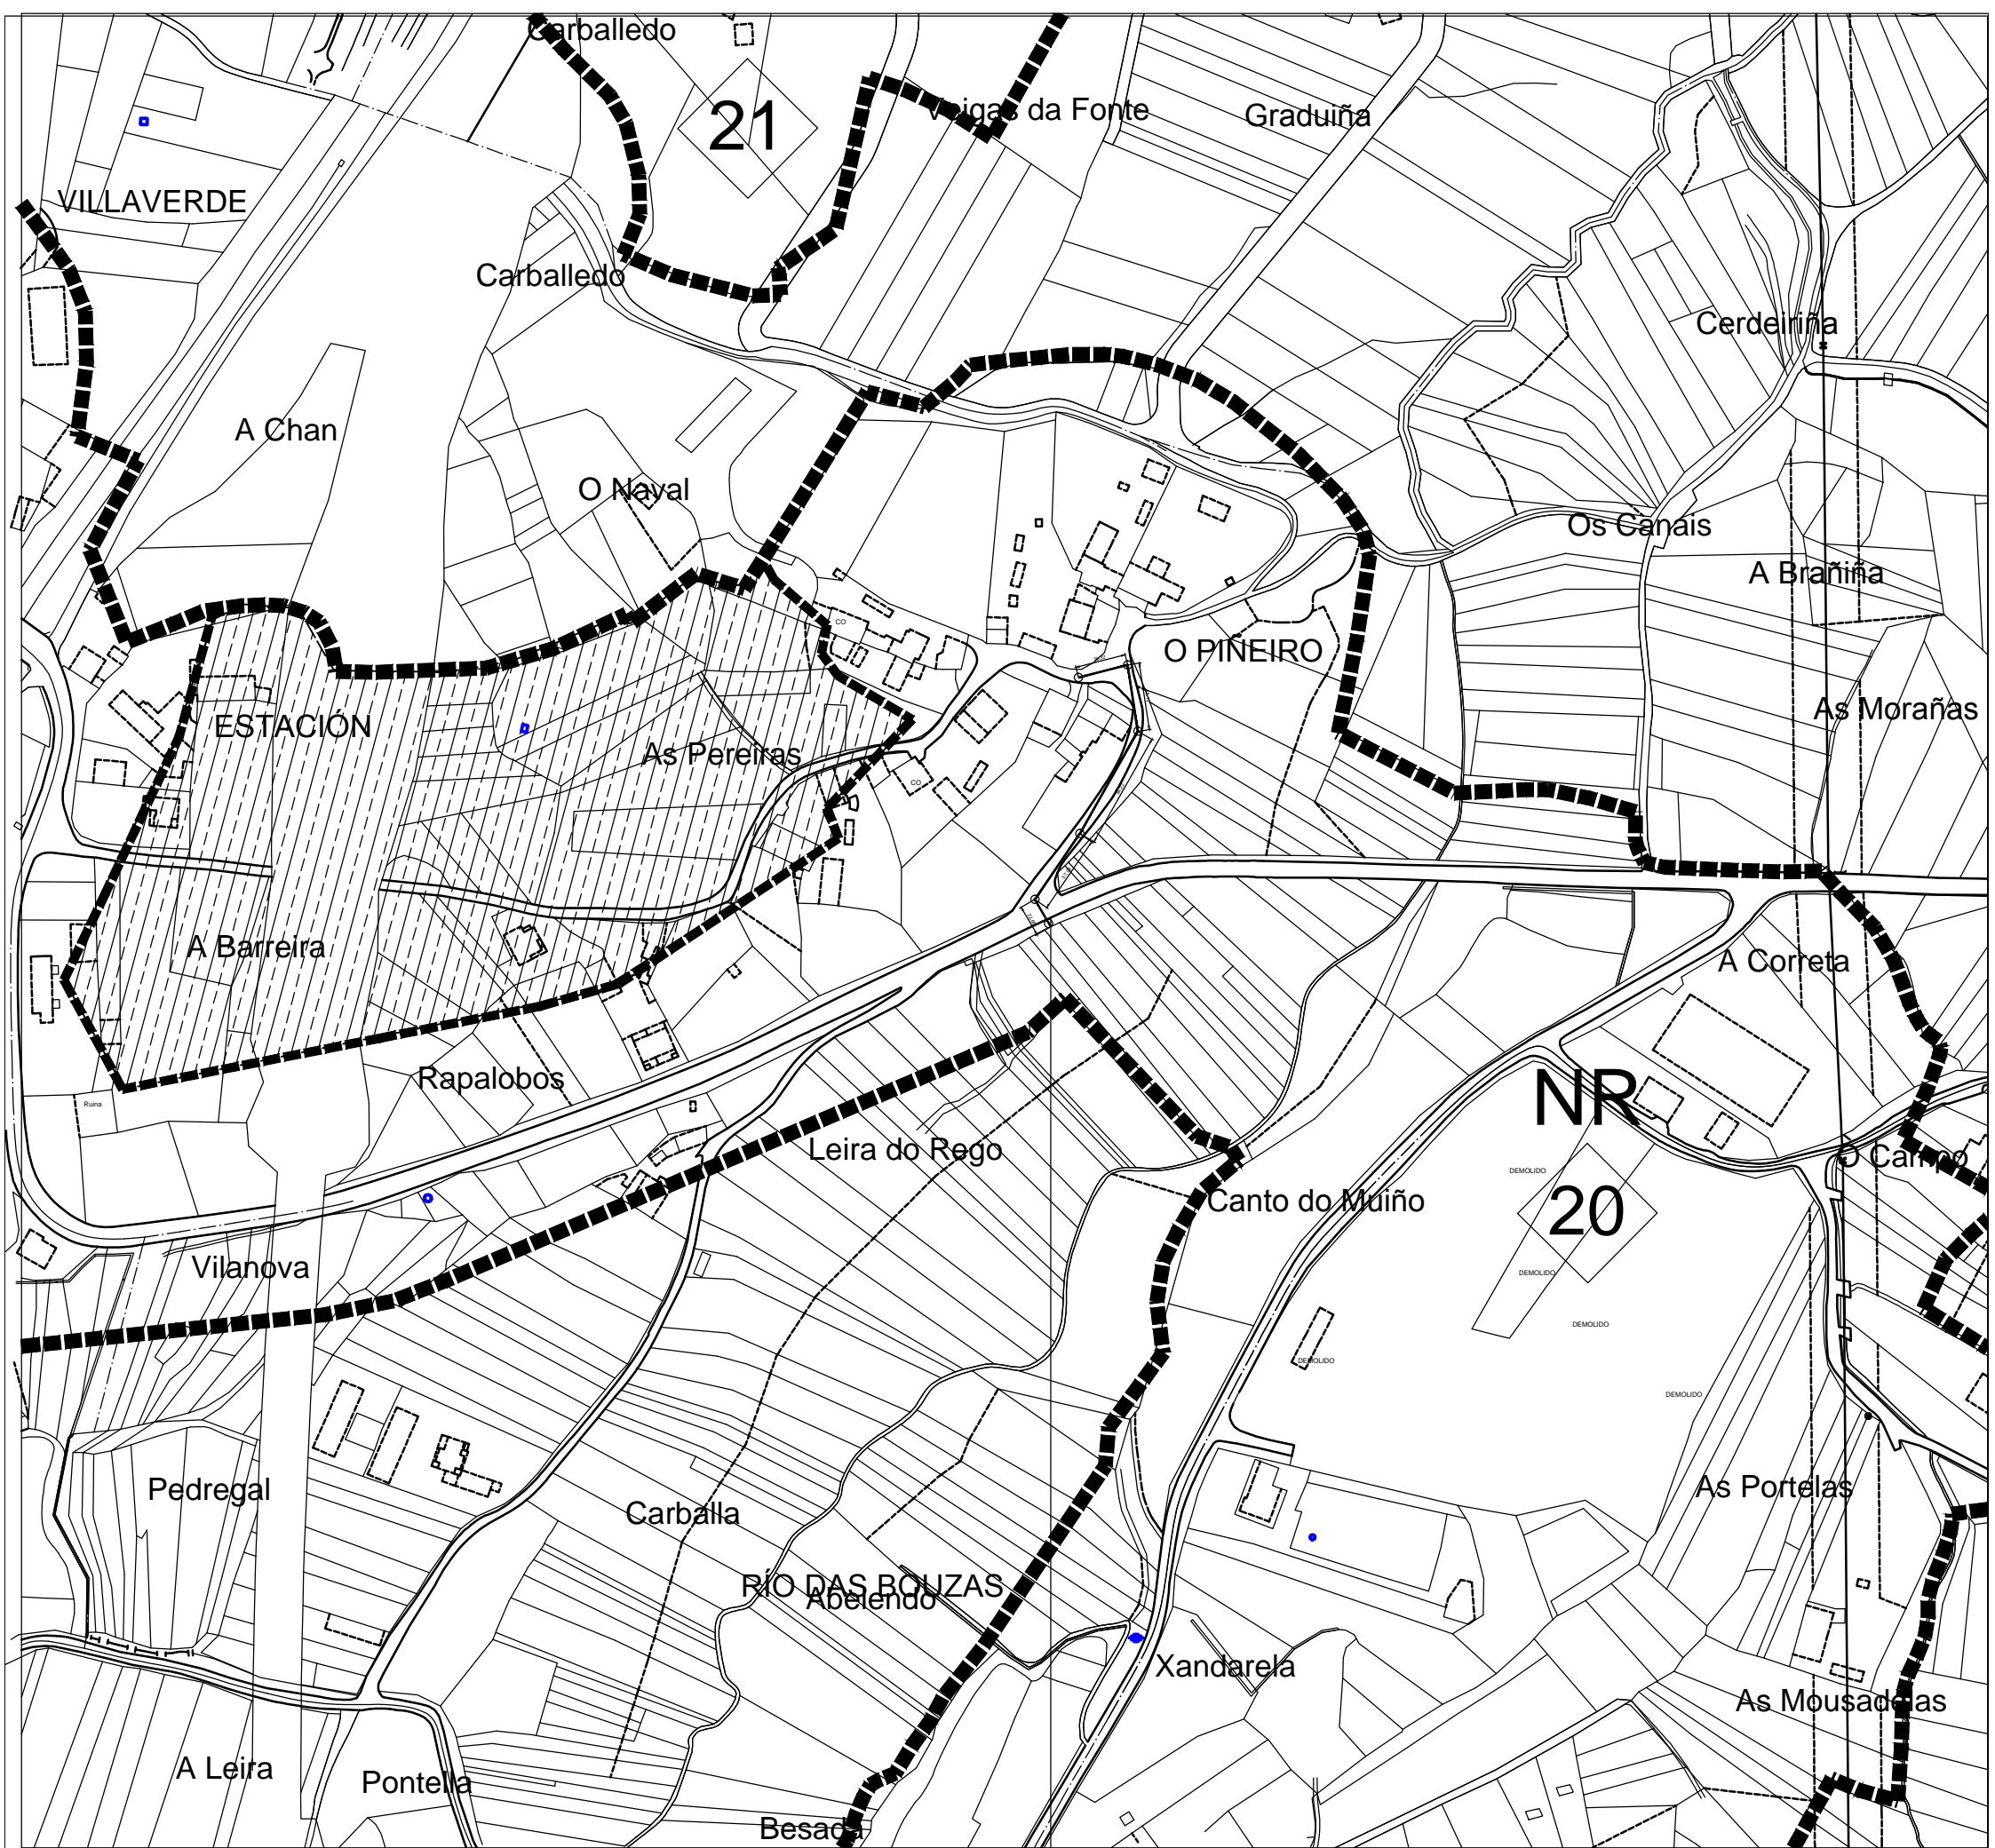 Carballedo
21
Veigas da Fonte
Graduiña
VILLAVERDE
Carballedo
Cerdeiriña
A Chan
O Naval
Os Canais
A Brañiña
CO
O PIÑEIRO
As Morañas
ESTACIÓN
As Pereiras
CO
A Barreira
A Correta
Rapalobos
NR
Ruina
Leira do Rego
O Campo
DEMOLIDO
Canto do Muiño
20
Vilanova
DEMOLIDO
DEMOLIDO
DEMOLIDO
DEMOLIDO
Pedregal
As Portelas
Carballa
RÍO DAS BOUZAS
Abelendo
Xandarela
As Mousadelas
A Leira
Pontella
Besada